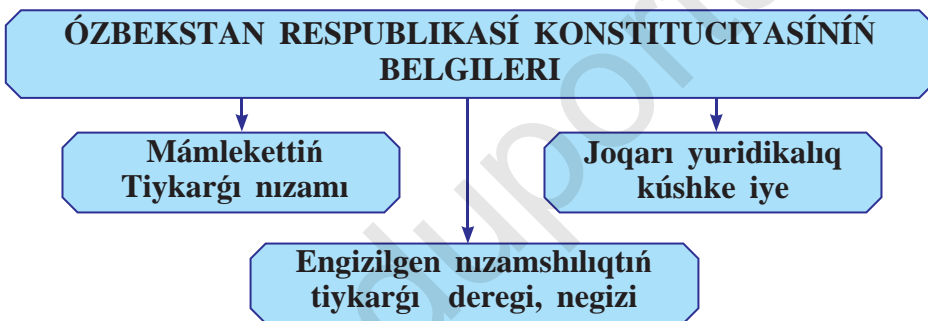 ÓZBEKSTAN RESPUBLIKASÍ KONSTITUCIYASÍNÍŃ
BELGILERI
Mámlekettiń
Tiykarǵı nızamı
Joqarı yuridikalıq
kúshke iye
Engizilgen nızamshılıqtıń
tiykarǵı deregi, negizi